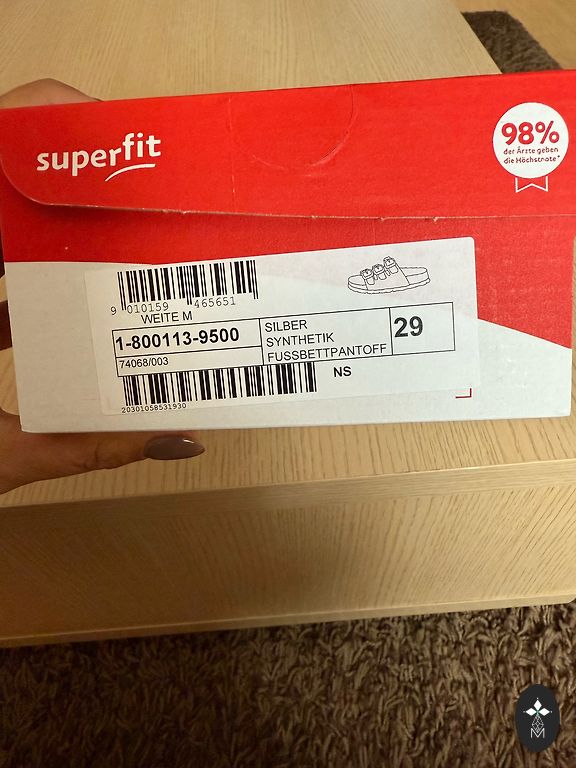 superfit
98%
der Ärzte geben
die Höchstnote*
9 010159 465651
WEITE M
1-800113-9500
74068/003
SILBER
SYNTHETIK
FUSSBETTPANTOFF
29
NS
20301058531930
M